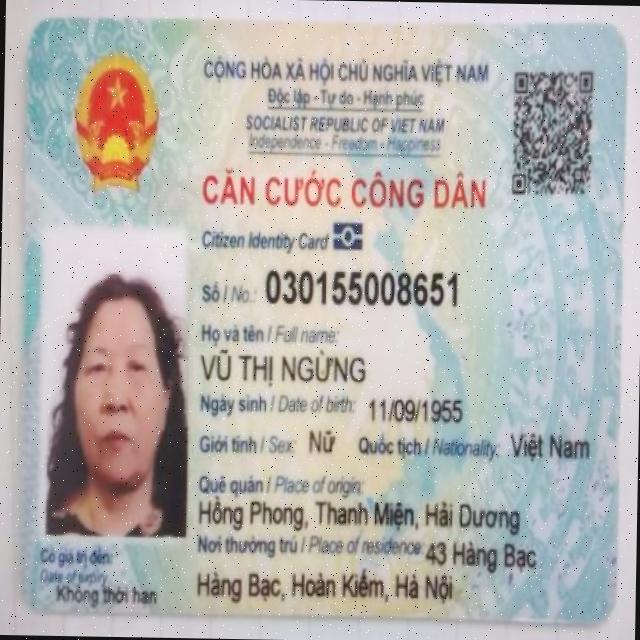 CỘNG HÒA XÃ HỘI CHỦ NGHĨA VIỆT NAM
Độc lập - Tự do - Hạnh phúc
SOCIALIST REPUBLIC OF VIET NAM
Independence - Freedom - Happiness
CĂN CƯỚC CÔNG DÂN
Citizen Identity Card
Số / No.: 030155008651
Họ và tên / Full name:
VŨ THỊ NGỪNG
Ngày sinh / Date of birth: 11/09/1955
Giới tính / Sex: Nữ Quốc tịch / Nationality: Việt Nam
Quê quán / Place of origin:
Hồng Phong, Thanh Miện, Hải Dương
Nơi thường trú / Place of residence: 43 Hàng Bạc
Hàng Bạc, Hoàn Kiếm, Hà Nội
Có giá trị đến:
Date of expiry
Không thời hạn